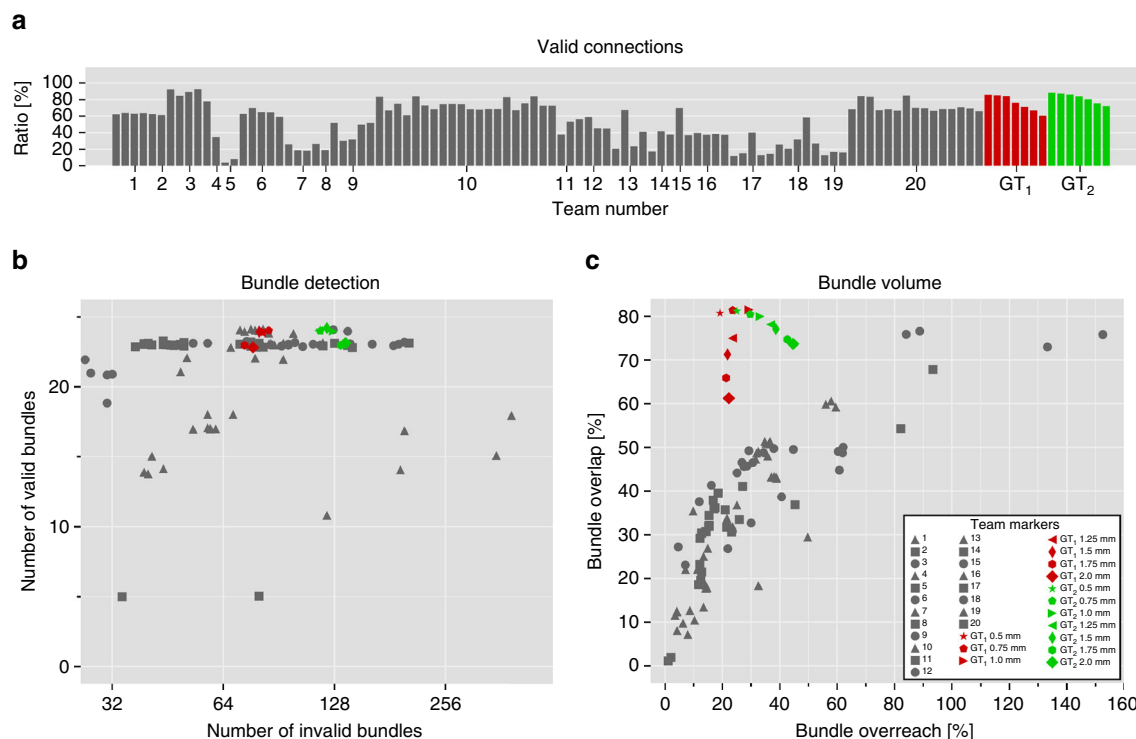 a
Valid connections
Ratio [%]
100
80
60
40
20
0
1 2 3 4 5 6 7 8 9 10 11 12 13 14 15 16 17 18 19 20 GT1 GT2
Team number
b
Bundle detection
Number of valid bundles
20
10
0
32 64 128 256
Number of invalid bundles
c
Bundle volume
Bundle overlap [%]
80
70
60
50
40
30
20
10
0
0 20 40 60 80 100 120 140 160
Bundle overreach [%]
Team markers
1
2
3
4
5
6
7
8
9
10
11
12
13
14
15
16
17
18
19
20
GT1 0.5 mm
GT1 0.75 mm
GT1 1.0 mm
GT1 1.25 mm
GT1 1.5 mm
GT1 1.75 mm
GT1 2.0 mm
GT2 0.5 mm
GT2 0.75 mm
GT2 1.0 mm
GT2 1.25 mm
GT2 1.5 mm
GT2 1.75 mm
GT2 2.0 mm